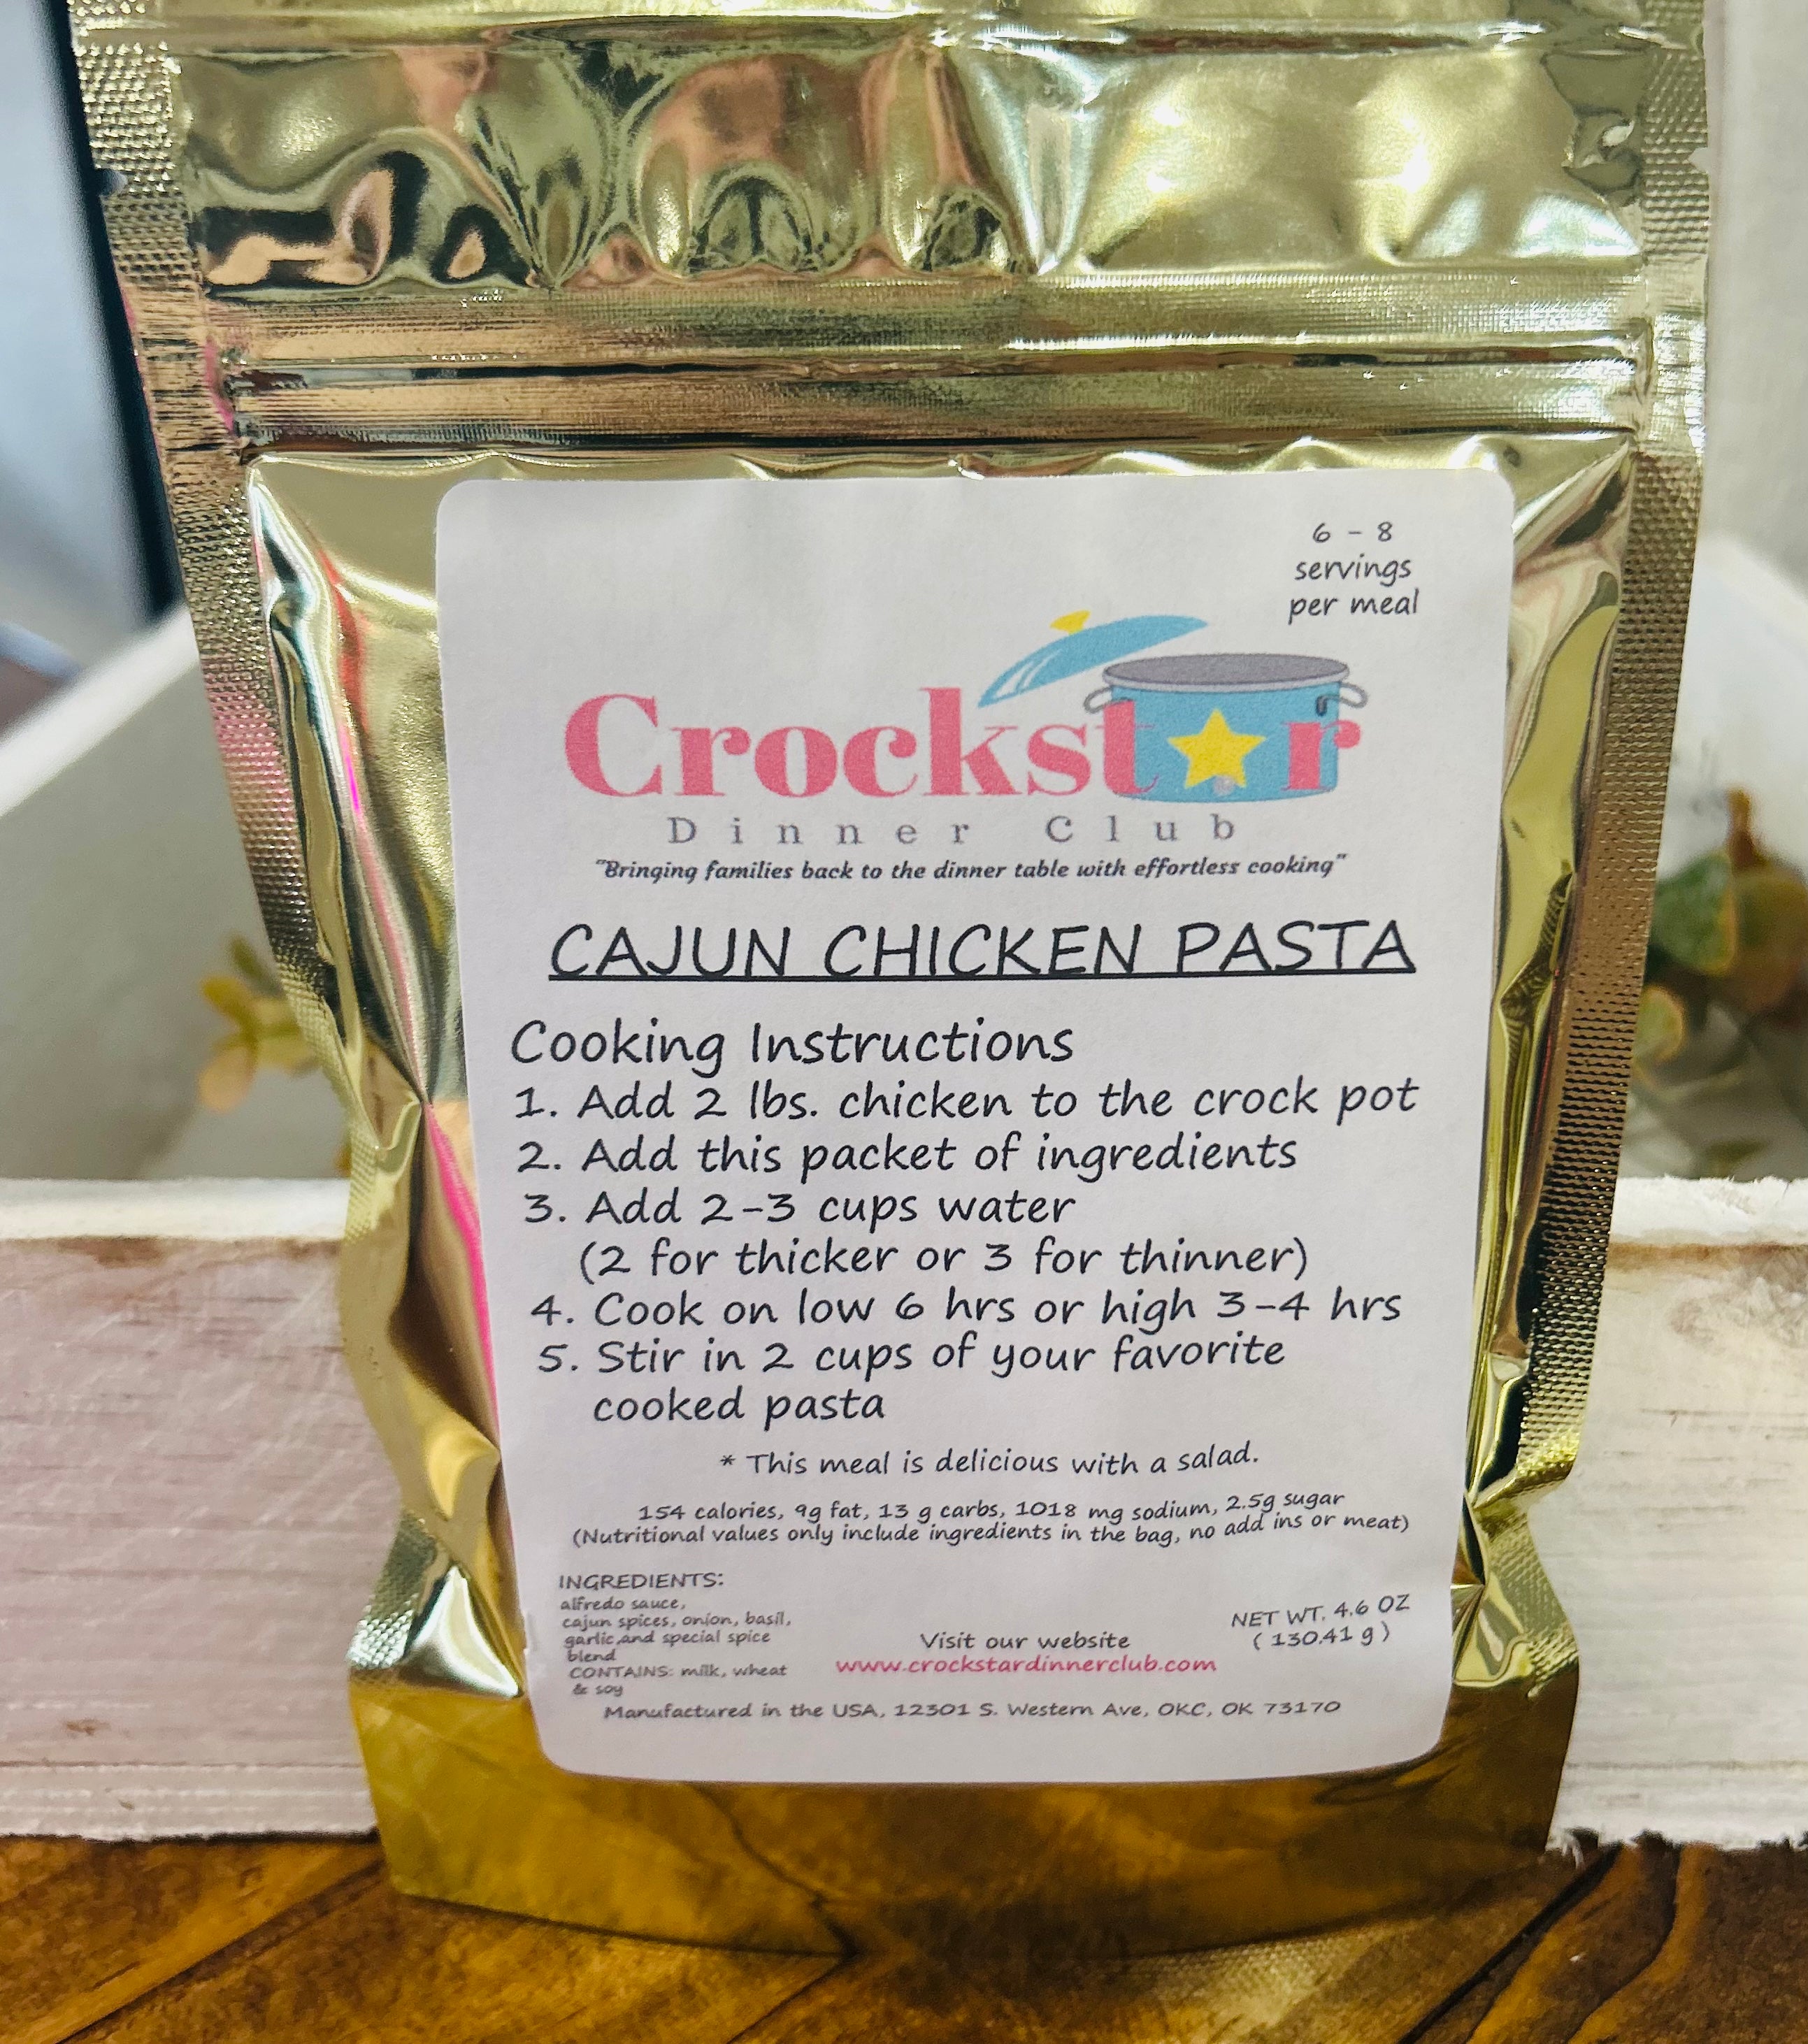 6 - 8
servings
per meal
Crockst★r
Dinner Club
"Bringing families back to the dinner table with effortless cooking"
CAJUN CHICKEN PASTA
Cooking Instructions
1. Add 2 lbs. chicken to the crock pot
2. Add this packet of ingredients
3. Add 2-3 cups water
(2 for thicker or 3 for thinner)
4. Cook on low 6 hrs or high 3-4 hrs
5. Stir in 2 cups of your favorite
cooked pasta
* This meal is delicious with a salad.
154 calories, 9g fat, 13 g carbs, 1018 mg sodium, 2.5g sugar
(Nutritional values only include ingredients in the bag, no add ins or meat)
INGREDIENTS:
alfredo sauce,
cajun spices, onion, basil,
garlic,and special spice
blend
CONTAINS: milk, wheat
& soy
Visit our website
www.crockstardinnerclub.com
NET WT. 4.6 OZ
( 130.41 g )
Manufactured in the USA, 12301 S. Western Ave, OKC, OK 73170